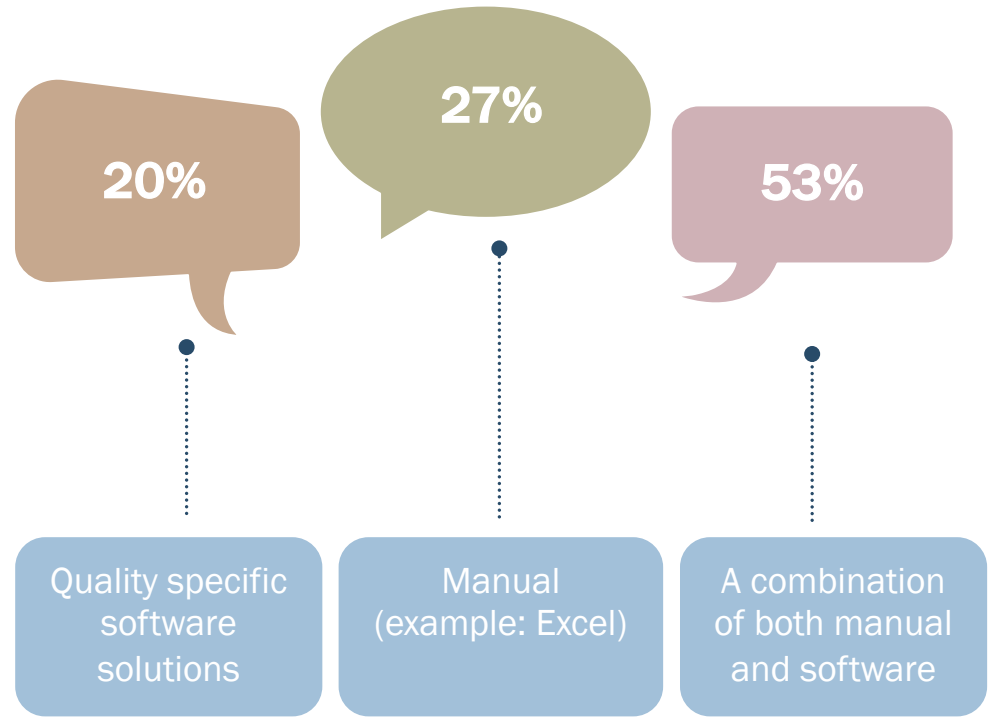 20%
27%
53%
Quality specific
software
solutions
Manual
(example: Excel)
A combination
of both manual
and software